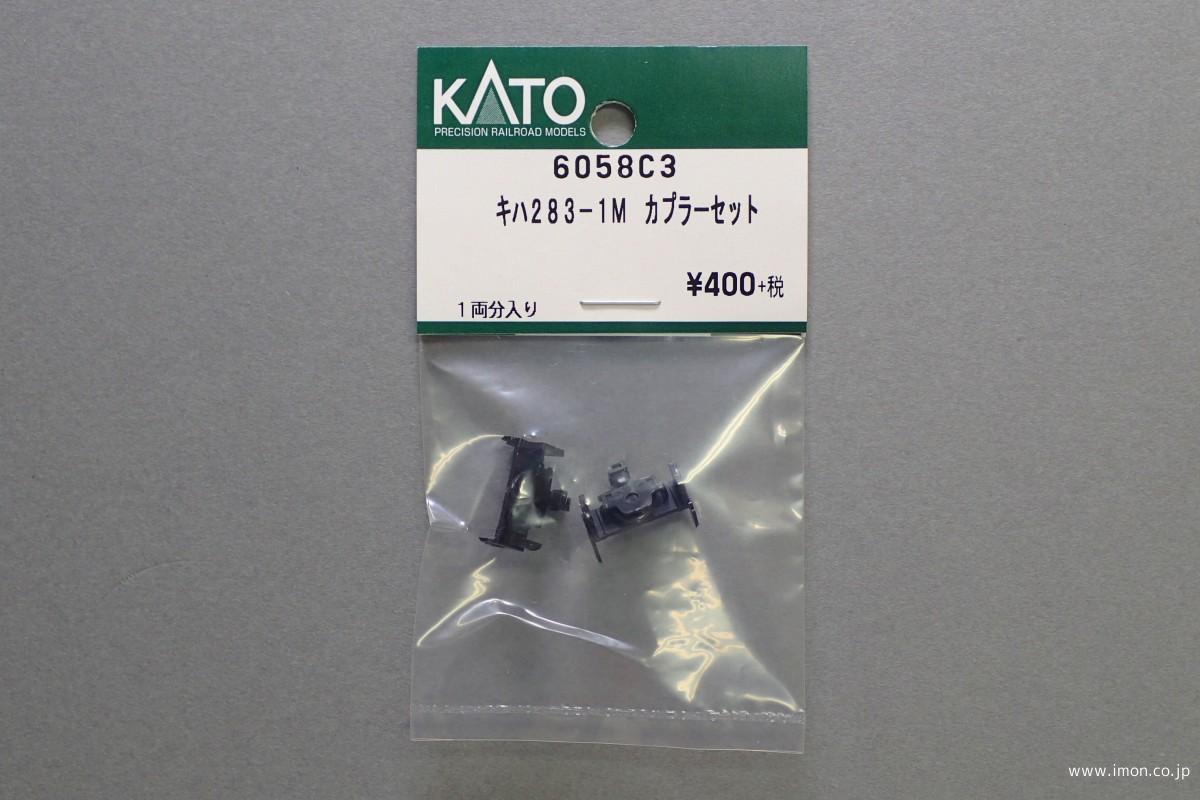 KATO
PRECISION RAILROAD MODELS
6058C3
キハ283-1M カプラーセット
¥400+税
1両分入り
www.imon.co.jp